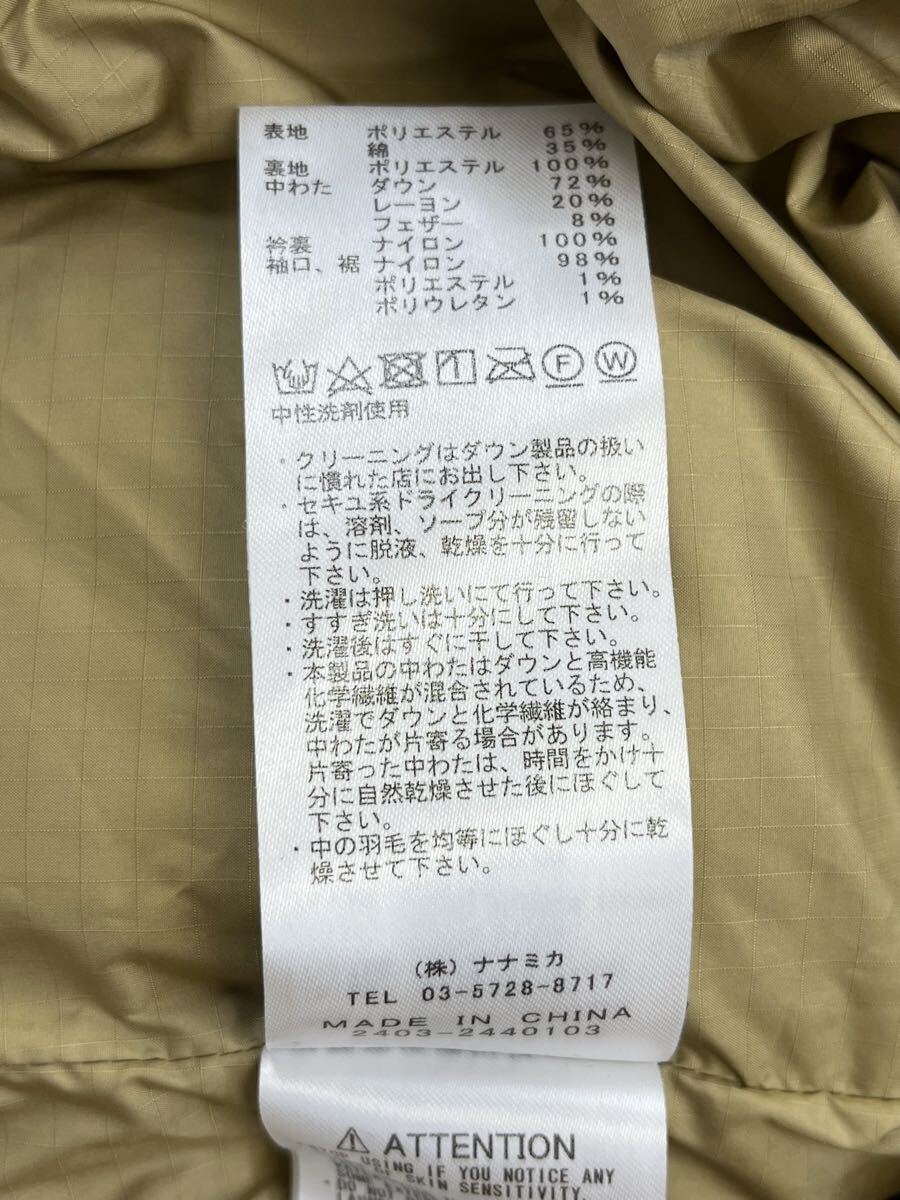 表地 ポリエステル 65%
綿 35%
裏地 ポリエステル 100%
中わた ダウン 72%
レーヨン 20%
フェザー 8%
衿裏 ナイロン 100%
袖口、裾 ナイロン 98%
ポリエステル 1%
ポリウレタン 1%
1 F W
中性洗剤使用
・クリーニングはダウン製品の扱い
に慣れた店にお出し下さい。
・セキユ系ドライクリーニングの際
は、溶剤、ソープ分が残留しない
ように脱液、乾燥を十分に行って
下さい。
・洗濯は押し洗いにて行って下さい。
・すすぎ洗いは十分にして下さい。
・洗濯後はすぐに干して下さい。
・本製品の中わたはダウンと高機能
化学繊維が混合されているため、
洗濯でダウンと化学繊維が絡まり、
中わたが片寄る場合があります。
片寄った中わたは、時間をかけ十
分に自然乾燥させた後にほぐして
下さい。
・中の羽毛を均等にほぐし十分に乾
燥させて下さい。
(株) ナナミカ
TEL 03-5728-8717
MADE IN CHINA
2403-2440103
⚠ ATTENTION
USING IF YOU NOTICE ANY
SKIN SENSITIVITY.